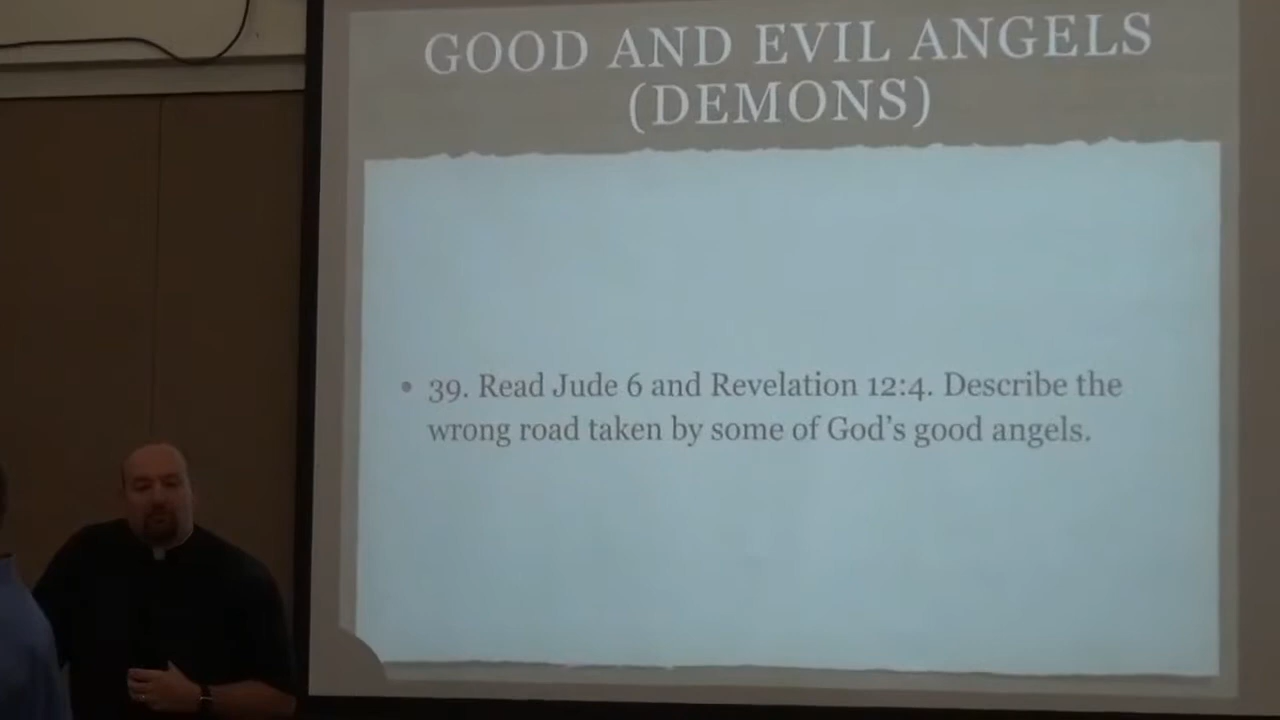 GOOD AND EVIL ANGELS
(DEMONS)
• 39. Read Jude 6 and Revelation 12:4. Describe the
wrong road taken by some of God's good angels.